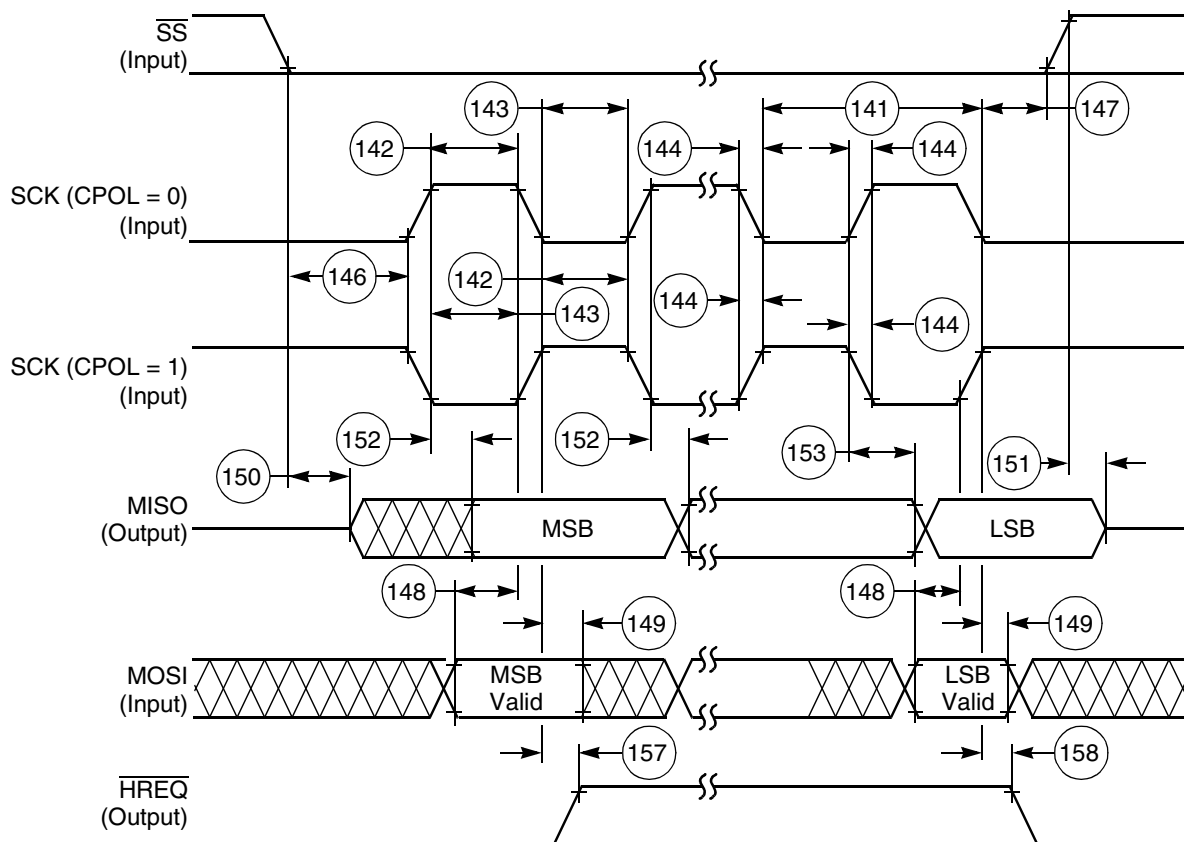 SS
(Input)
143
141
147
142
144
144
SCK (CPOL = 0)
(Input)
146
142
144
143
144
SCK (CPOL = 1)
(Input)
152
152
153
150
151
MISO
(Output)
MSB
LSB
148
148
149
149
MOSI
(Input)
MSB
Valid
LSB
Valid
157
158
HREQ
(Output)